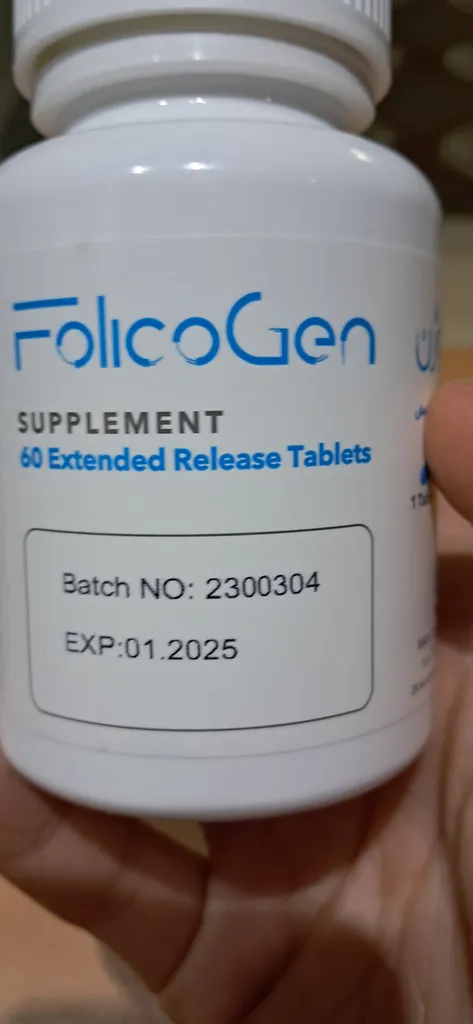 FolicoGen
SUPPLEMENT
60 Extended Release Tablets
Batch NO: 2300304
EXP:01.2025